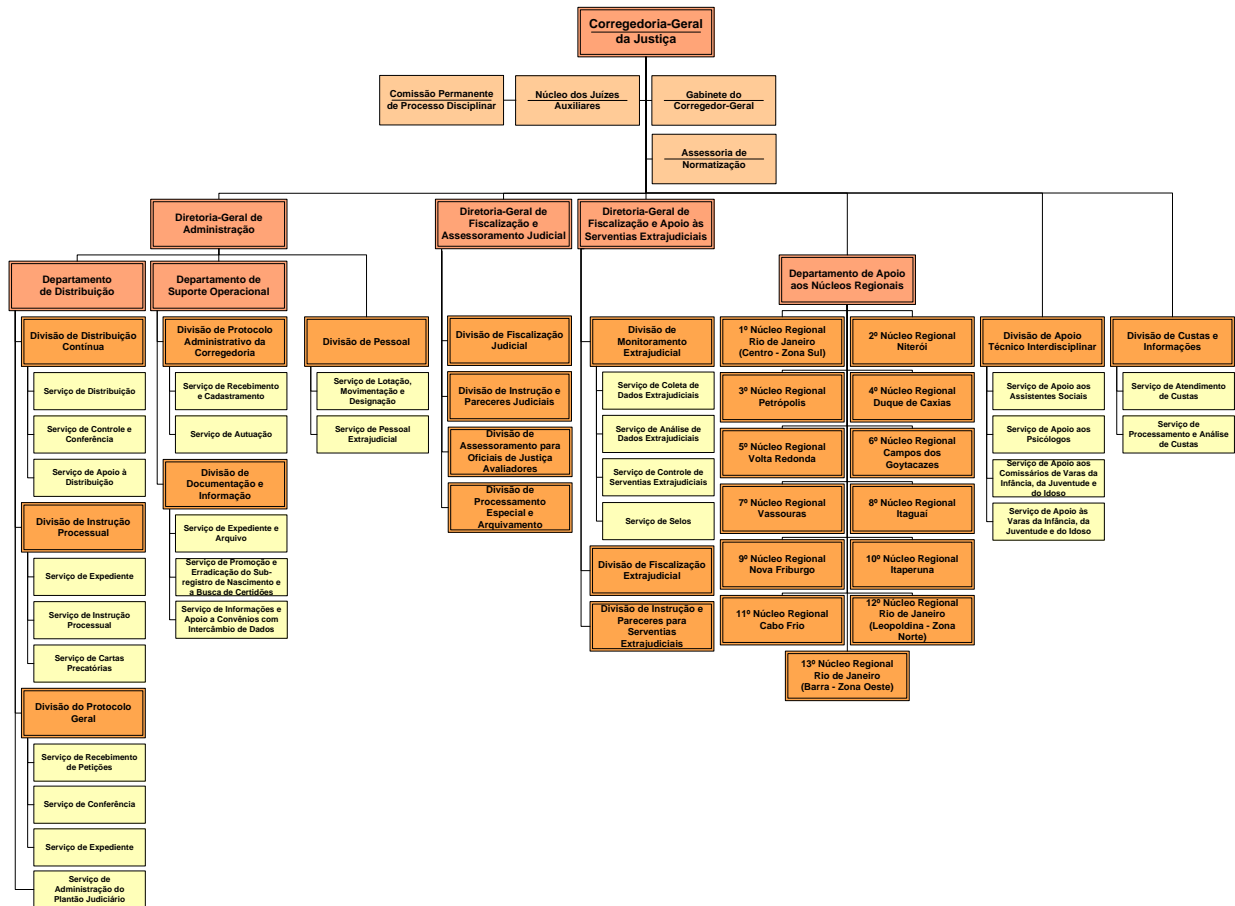 Corregedoria-Geral
da Justiça
Comissão Permanente
de Processo Disciplinar
Núcleo dos Juízes
Auxiliares
Gabinete do
Corregedor-Geral
Assessoria de
Normatização
Diretoria-Geral de
Administração
Diretoria-Geral de
Fiscalização e
Assessoramento Judicial
Diretoria-Geral de
Fiscalização e Apoio às
Serventias Extrajudiciais
Departamento
de Distribuição
Departamento de
Suporte Operacional
Departamento de Apoio
aos Núcleos Regionais
Divisão de Distribuição
Contínua
Serviço de Distribuição
Serviço de Controle e
Conferência
Serviço de Apoio à
Distribuição
Divisão de Instrução
Processual
Serviço de Expediente
Serviço de Instrução
Processual
Serviço de Cartas
Precatórias
Divisão do Protocolo
Geral
Serviço de Recebimento
de Petições
Serviço de Conferência
Serviço de Expediente
Serviço de
Administração do
Plantão Judiciário
Divisão de Protocolo
Administrativo da
Corregedoria
Serviço de Recebimento
e Cadastramento
Serviço de Autuação
Divisão de
Documentação e
Informação
Serviço de Expediente e
Arquivo
Serviço de Promoção e
Erradicação do Sub-
registro de Nascimento e
a Busca de Certidões
Serviço de Informações e
Apoio a Convênios com
Intercâmbio de Dados
Divisão de Pessoal
Serviço de Lotação,
Movimentação e
Designação
Serviço de Pessoal
Extrajudicial
Divisão de Fiscalização
Judicial
Divisão de Instrução e
Pareceres Judiciais
Divisão de
Assessoramento para
Oficiais de Justiça
Avaliadores
Divisão de
Processamento
Especial e
Arquivamento
Divisão de
Monitoramento
Extrajudicial
Serviço de Coleta de
Dados Extrajudiciais
Serviço de Análise de
Dados Extrajudiciais
Serviço de Controle de
Serventias Extrajudiciais
Serviço de Selos
Divisão de Fiscalização
Extrajudicial
Divisão de Instrução e
Pareceres para
Serventias
Extrajudiciais
1º Núcleo Regional
Rio de Janeiro
(Centro - Zona Sul)
2º Núcleo Regional
Niterói
3º Núcleo Regional
Petrópolis
4º Núcleo Regional
Duque de Caxias
5º Núcleo Regional
Volta Redonda
6º Núcleo Regional
Campos dos
Goytacazes
7º Núcleo Regional
Vassouras
8º Núcleo Regional
Itaguaí
9º Núcleo Regional
Nova Friburgo
10º Núcleo Regional
Itaperuna
11º Núcleo Regional
Cabo Frio
12º Núcleo Regional
Rio de Janeiro
(Leopoldina - Zona
Norte)
13º Núcleo Regional
Rio de Janeiro
(Barra - Zona Oeste)
Divisão de Apoio
Técnico Interdisciplinar
Serviço de Apoio aos
Assistentes Sociais
Serviço de Apoio aos
Psicólogos
Serviço de Apoio aos
Comissários de Varas da
Infância, da Juventude e
do Idoso
Serviço de Apoio às
Varas da Infância, da
Juventude e do Idoso
Divisão de Custas e
Informações
Serviço de Atendimento
de Custas
Serviço de
Processamento e Análise
de Custas